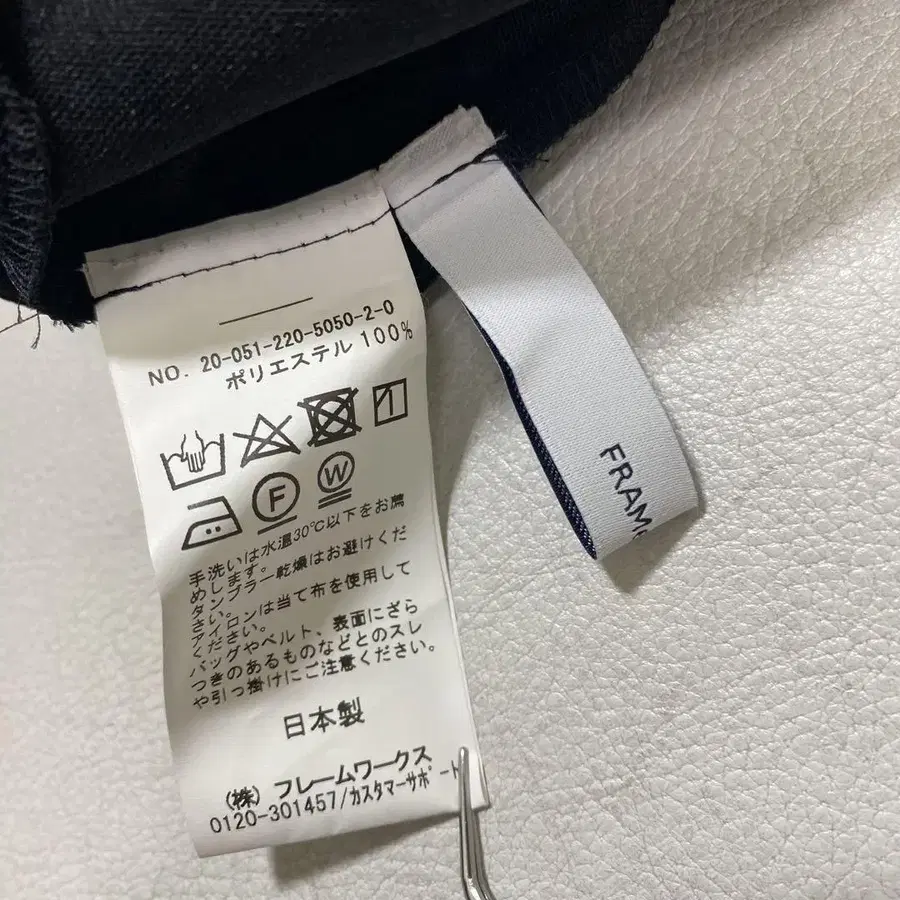 NO. 20-051-220-5050-2-0
ポリエステル 100%
F
W
手洗いは水温30℃以下をお薦
めします。
タンブラー乾燥はお避けくだ
さい。
アイロンは当て布を使用して
ください。
バッグやベルト、表面にざら
つきのあるものなどとのスレ
や引っ掛けにご注意ください。
日本製
(株) フレームワークス
0120-301457/カスタマーサポート
FRAM